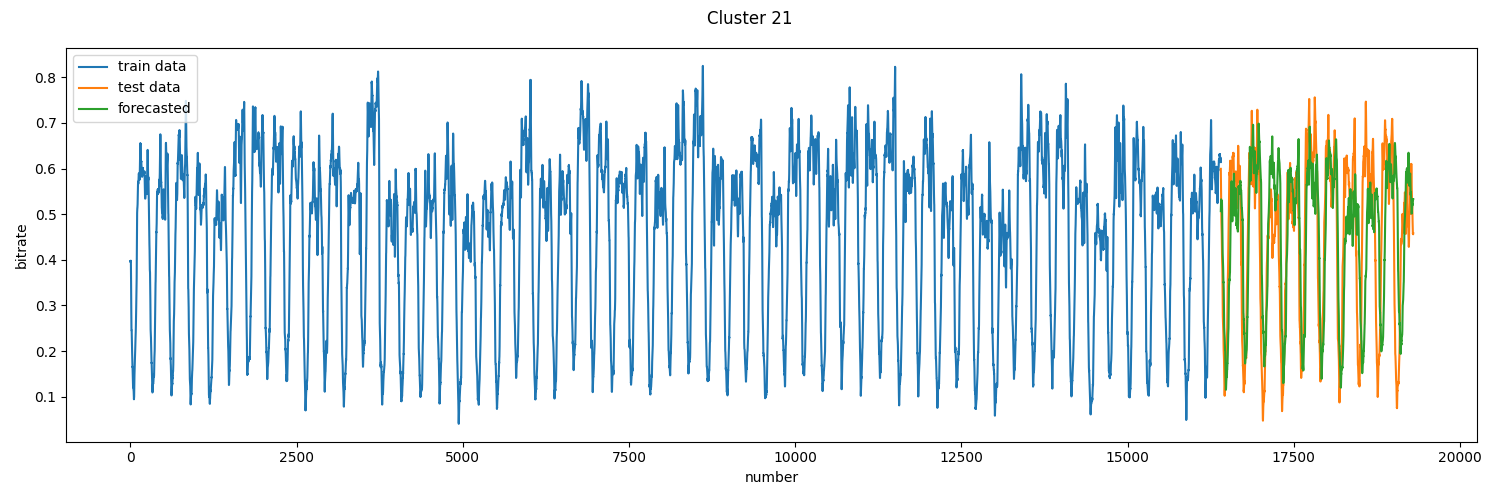 Cluster 21
train data
test data
forecasted
bitrate
0.8
0.7
0.6
0.5
0.4
0.3
0.2
0.1
0 2500 5000 7500 10000 12500 15000 17500 20000
number